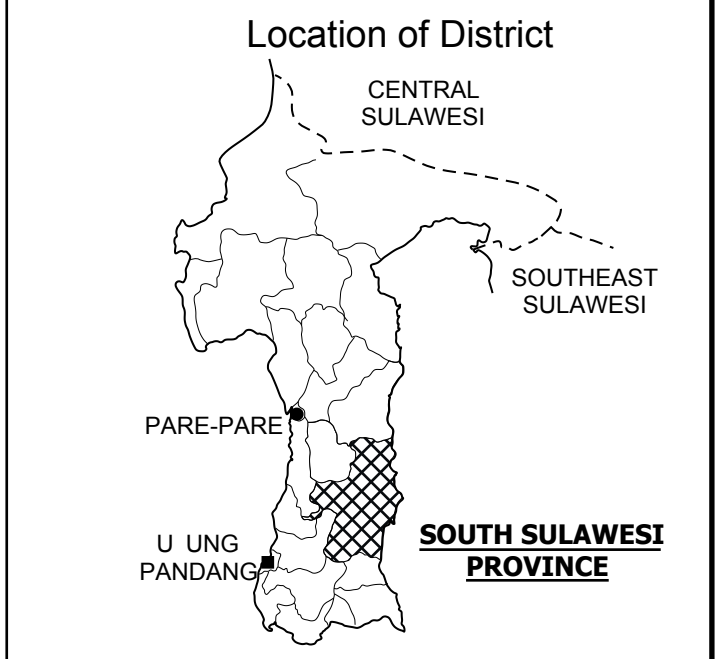 Location of District
CENTRAL
SULAWESI
SOUTHEAST
SULAWESI
PARE-PARE
U UNG
PANDANG
SOUTH SULAWESI
PROVINCE